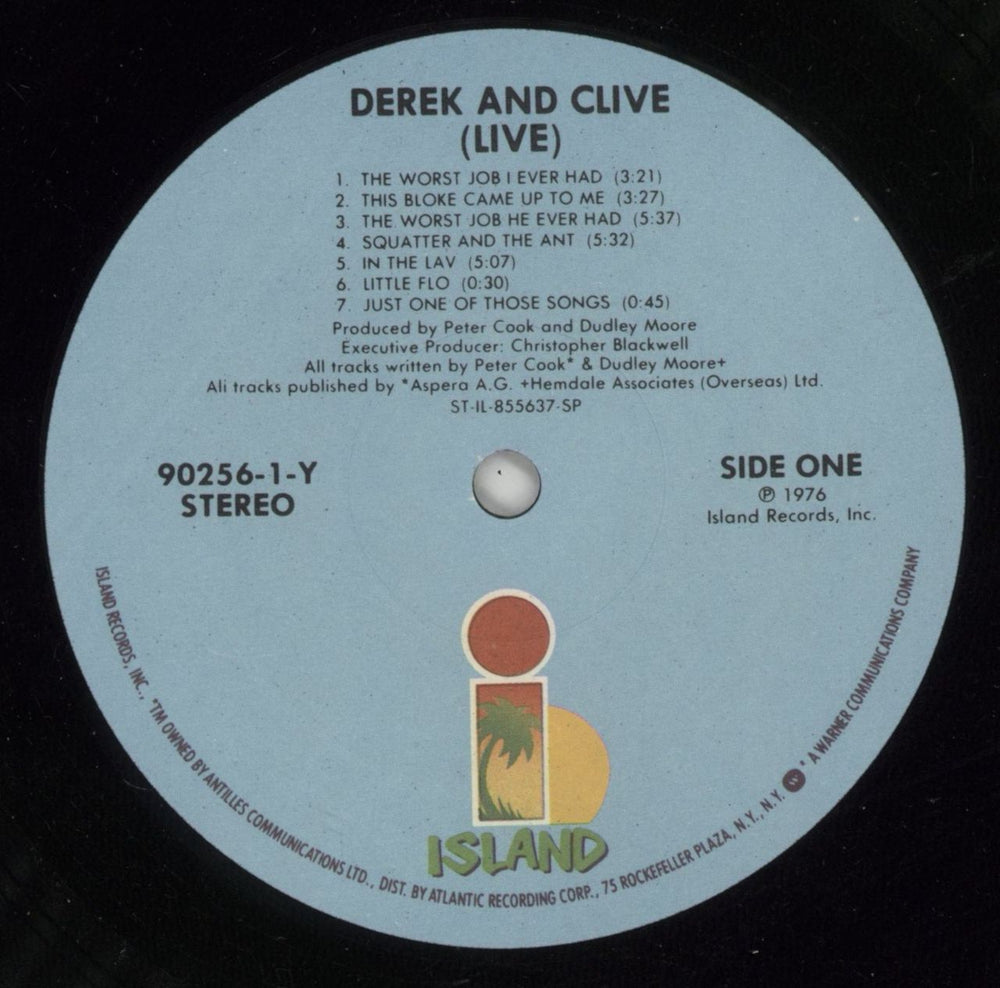 DEREK AND CLIVE
(LIVE)
1. THE WORST JOB I EVER HAD (3:21)
2. THIS BLOKE CAME UP TO ME (3:27)
3. THE WORST JOB HE EVER HAD (5:37)
4. SQUATTER AND THE ANT (5:32)
5. IN THE LAV (5:07)
6. LITTLE FLO (0:30)
7. JUST ONE OF THOSE SONGS (0:45)
Produced by Peter Cook and Dudley Moore
Executive Producer: Christopher Blackwell
All tracks written by Peter Cook* & Dudley Moore+
All tracks published by *Aspera A.G. +Hemdale Associates (Overseas) Ltd.
ST-IL-855637-SP
90256-1-Y
STEREO
SIDE ONE
℗ 1976
Island Records, Inc.
ISLAND
ISLAND RECORDS, INC., *TM OWNED BY ANTILLES COMMUNICATIONS LTD., DIST. BY ATLANTIC RECORDING CORP., 75 ROCKEFELLER PLAZA, N.Y., N.Y. W * A WARNER COMMUNICATIONS COMPANY